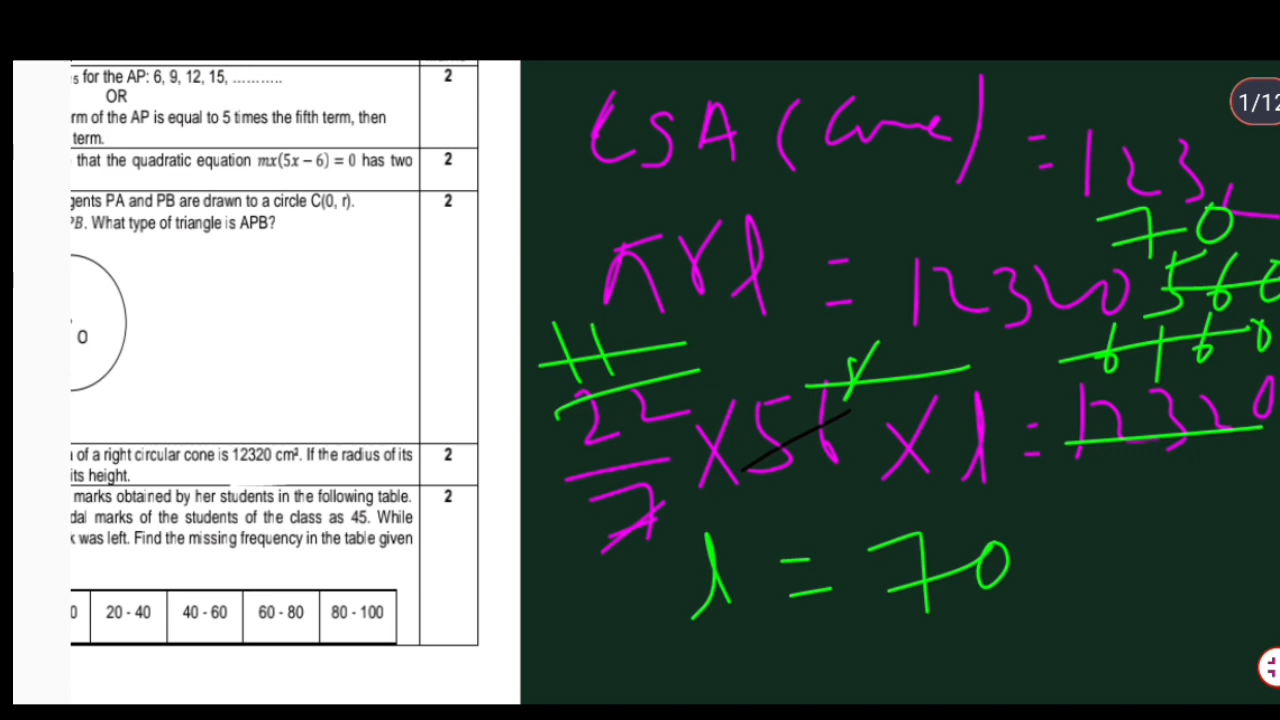 s for the AP: 6, 9, 12, 15, ...........
2
OR
rm of the AP is equal to 5 times the fifth term, then
term.
that the quadratic equation mx(5x – 6) = 0 has two
2
gents PA and PB are drawn to a circle C(0, r).
2
PB. What type of triangle is APB?
O
of a right circular cone is 12320 cm². If the radius of its
2
its height.
marks obtained by her students in the following table.
2
dal marks of the students of the class as 45. While
k was left. Find the missing frequency in the table given
0 20 - 40 40 - 60 60 - 80 80 - 100
1/12
CSA (Cone) = 123
πrl = 12320
70
560
6160
11 8
22/7 × 56 × l = 12320
l = 70